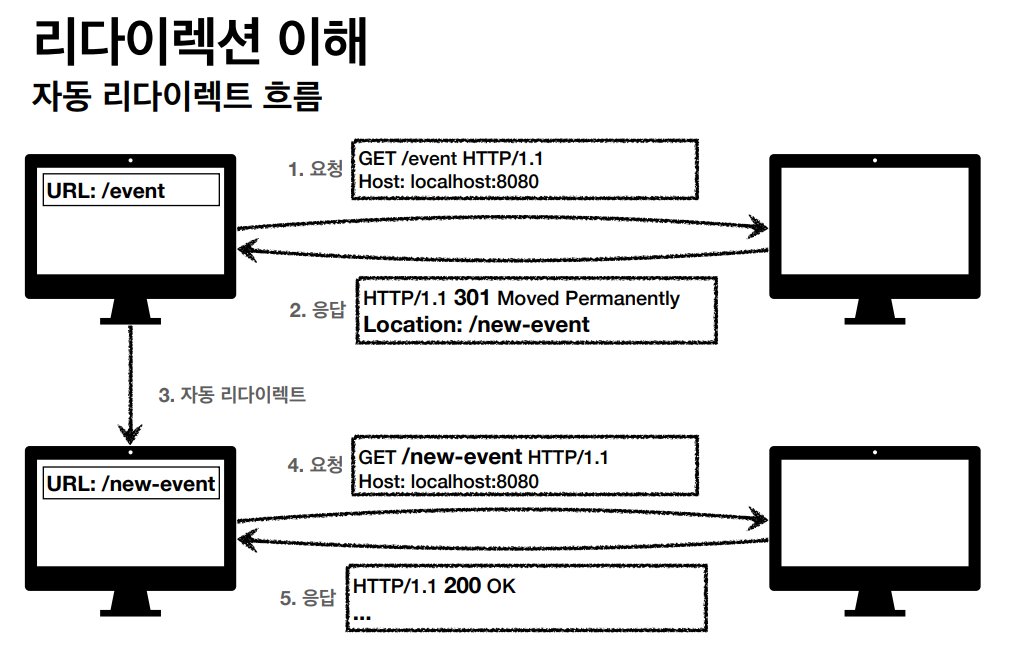 리다이렉션 이해
자동 리다이렉트 흐름
URL: /event
1. 요청
GET /event HTTP/1.1
Host: localhost:8080
2. 응답
HTTP/1.1 301 Moved Permanently
Location: /new-event
3. 자동 리다이렉트
URL: /new-event
4. 요청
GET /new-event HTTP/1.1
Host: localhost:8080
5. 응답
HTTP/1.1 200 OK
...